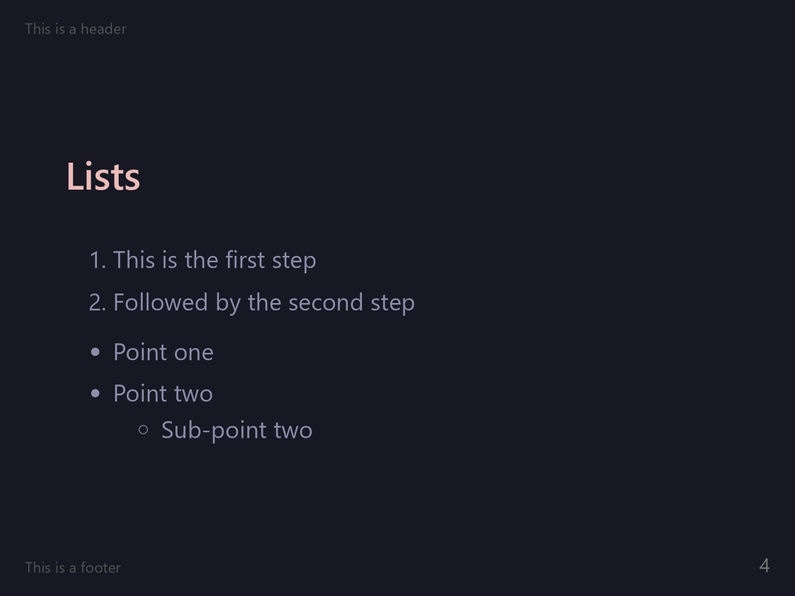 This is a header
Lists
1. This is the first step
2. Followed by the second step
• Point one
• Point two
○ Sub-point two
This is a footer
4